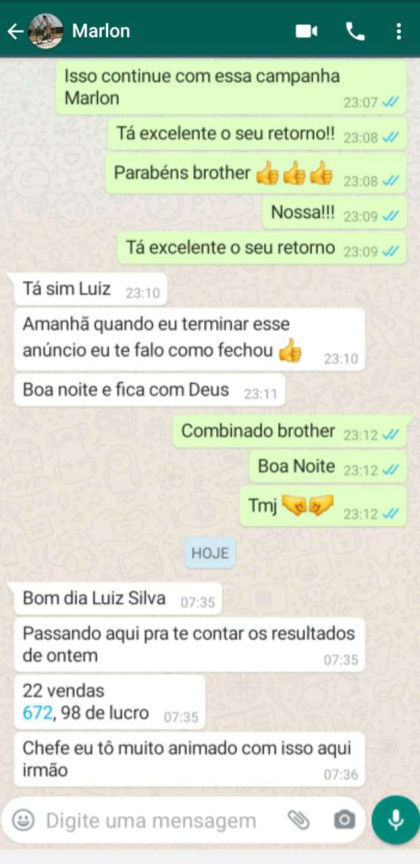 Marlon
Isso continue com essa campanha
Marlon
23:07
Tá excelente o seu retorno!! 23:08
Parabéns brother 👍👍👍 23:08
Nossa!!! 23:09
Tá excelente o seu retorno 23:09
Tá sim Luiz 23:10
Amanhã quando eu terminar esse
anúncio eu te falo como fechou 👍 23:10
Boa noite e fica com Deus 23:11
Combinado brother 23:12
Boa Noite 23:12
Tmj 🤜🤛 23:12
HOJE
Bom dia Luiz Silva 07:35
Passando aqui pra te contar os resultados
de ontem 07:35
22 vendas
672, 98 de lucro 07:35
Chefe eu tô muito animado com isso aqui
irmão 07:36
Digite uma mensagem